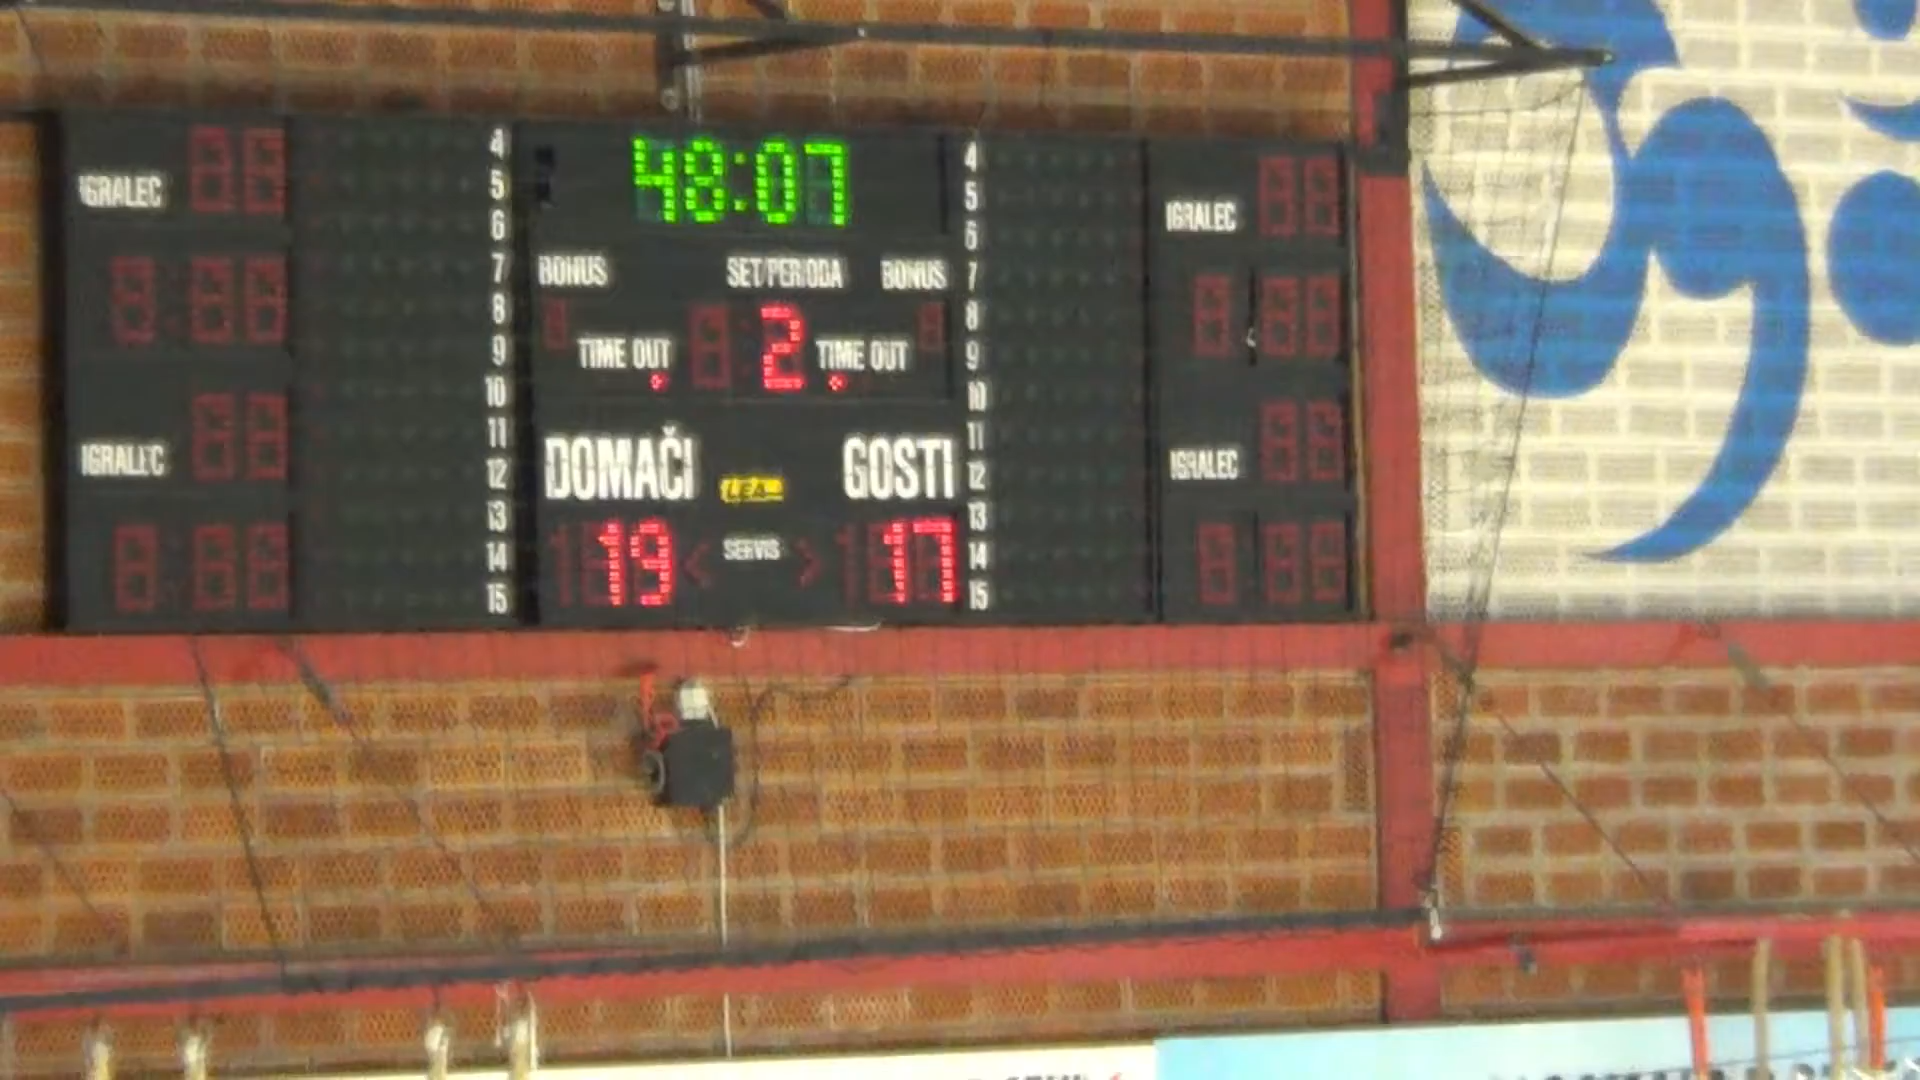 48:07
IGRALEC
IGRALEC
BONUS SET/PERIODA BONUS
2
TIME OUT TIME OUT
DOMAČI GOSTI
LEA
IGRALEC
IGRALEC
19 SERVIS 17
4 4
5 5
6 6
7 7
8 8
9 9
10 10
11 11
12 12
13 13
14 14
15 15